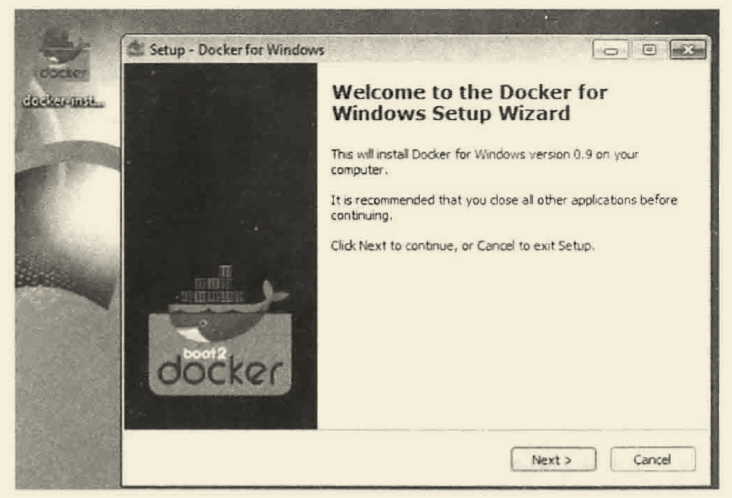 docker
docker-inst...
Setup - Docker for Windows
Welcome to the Docker for
Windows Setup Wizard
This will install Docker for Windows version 0.9 on your
computer.
It is recommended that you close all other applications before
continuing.
Click Next to continue, or Cancel to exit Setup.
boot2
docker
Next >
Cancel